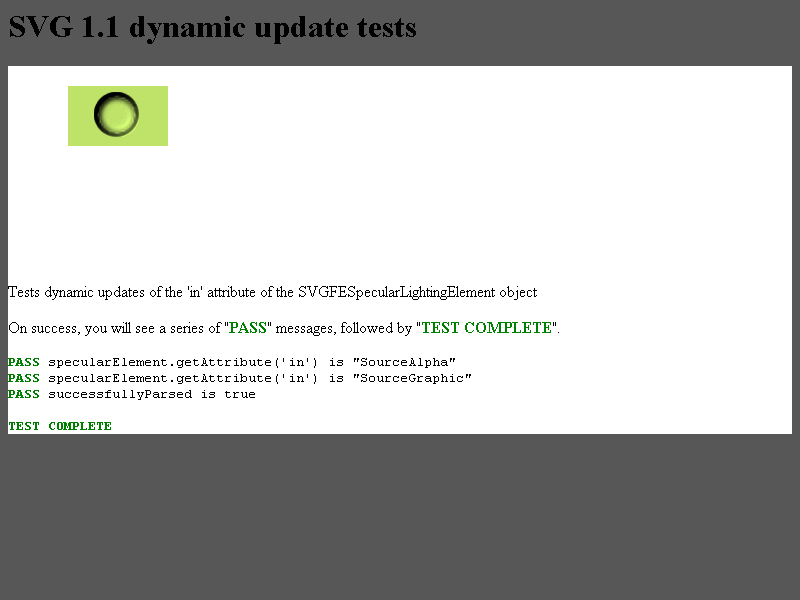 SVG 1.1 dynamic update tests
Tests dynamic updates of the 'in' attribute of the SVGFESpecularLightingElement object
On success, you will see a series of "PASS" messages, followed by "TEST COMPLETE".
PASS specularElement.getAttribute('in') is "SourceAlpha"
PASS specularElement.getAttribute('in') is "SourceGraphic"
PASS successfullyParsed is true
TEST COMPLETE